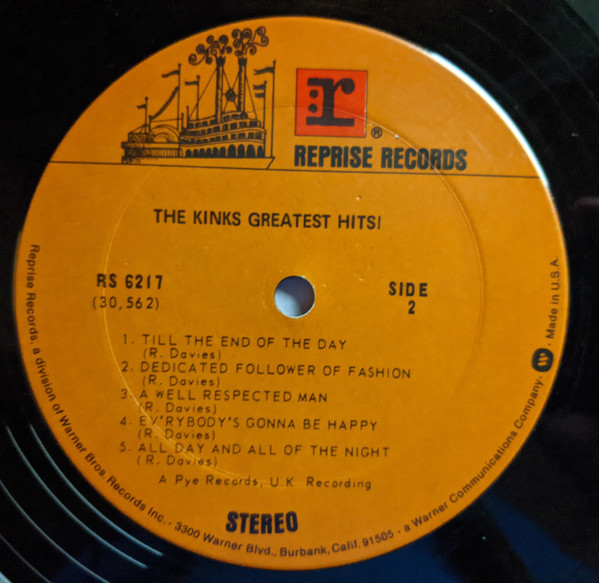 r
®
REPRISE RECORDS
THE KINKS GREATEST HITS!
RS 6217
(30,562)
SIDE
2
1. TILL THE END OF THE DAY
(R. Davies)
2. DEDICATED FOLLOWER OF FASHION
(R. Davies)
3. A WELL RESPECTED MAN
(R. Davies)
4. EV'RYBODY'S GONNA BE HAPPY
(R. Davies)
5. ALL DAY AND ALL OF THE NIGHT
(R. Davies)
A Pye Records, U.K. Recording
STEREO
Reprise Records, a division of Warner Bros. Records Inc. · 3300 Warner Blvd., Burbank, Calif. 91505 · a Warner Communications Company · W · Made in U.S.A.